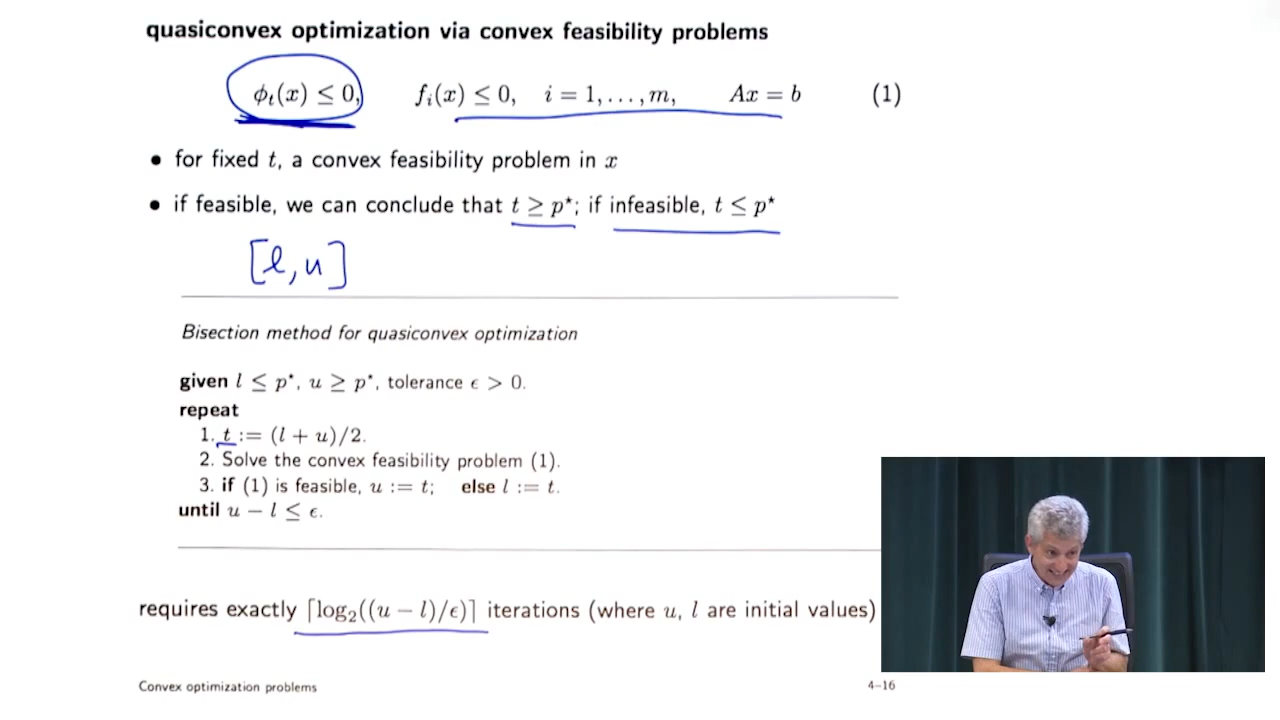 quasiconvex optimization via convex feasibility problems
ϕₜ(x) ≤ 0, fᵢ(x) ≤ 0, i = 1, . . . , m, Ax = b (1)
• for fixed t, a convex feasibility problem in x
• if feasible, we can conclude that t ≥ p⋆; if infeasible, t ≤ p⋆
[l, u]
Bisection method for quasiconvex optimization
given l ≤ p⋆, u ≥ p⋆, tolerance ϵ > 0.
repeat
1. t := (l + u)/2.
2. Solve the convex feasibility problem (1).
3. if (1) is feasible, u := t; else l := t.
until u − l ≤ ϵ.
requires exactly ⌈log₂((u − l)/ϵ)⌉ iterations (where u, l are initial values)
Convex optimization problems 4–16